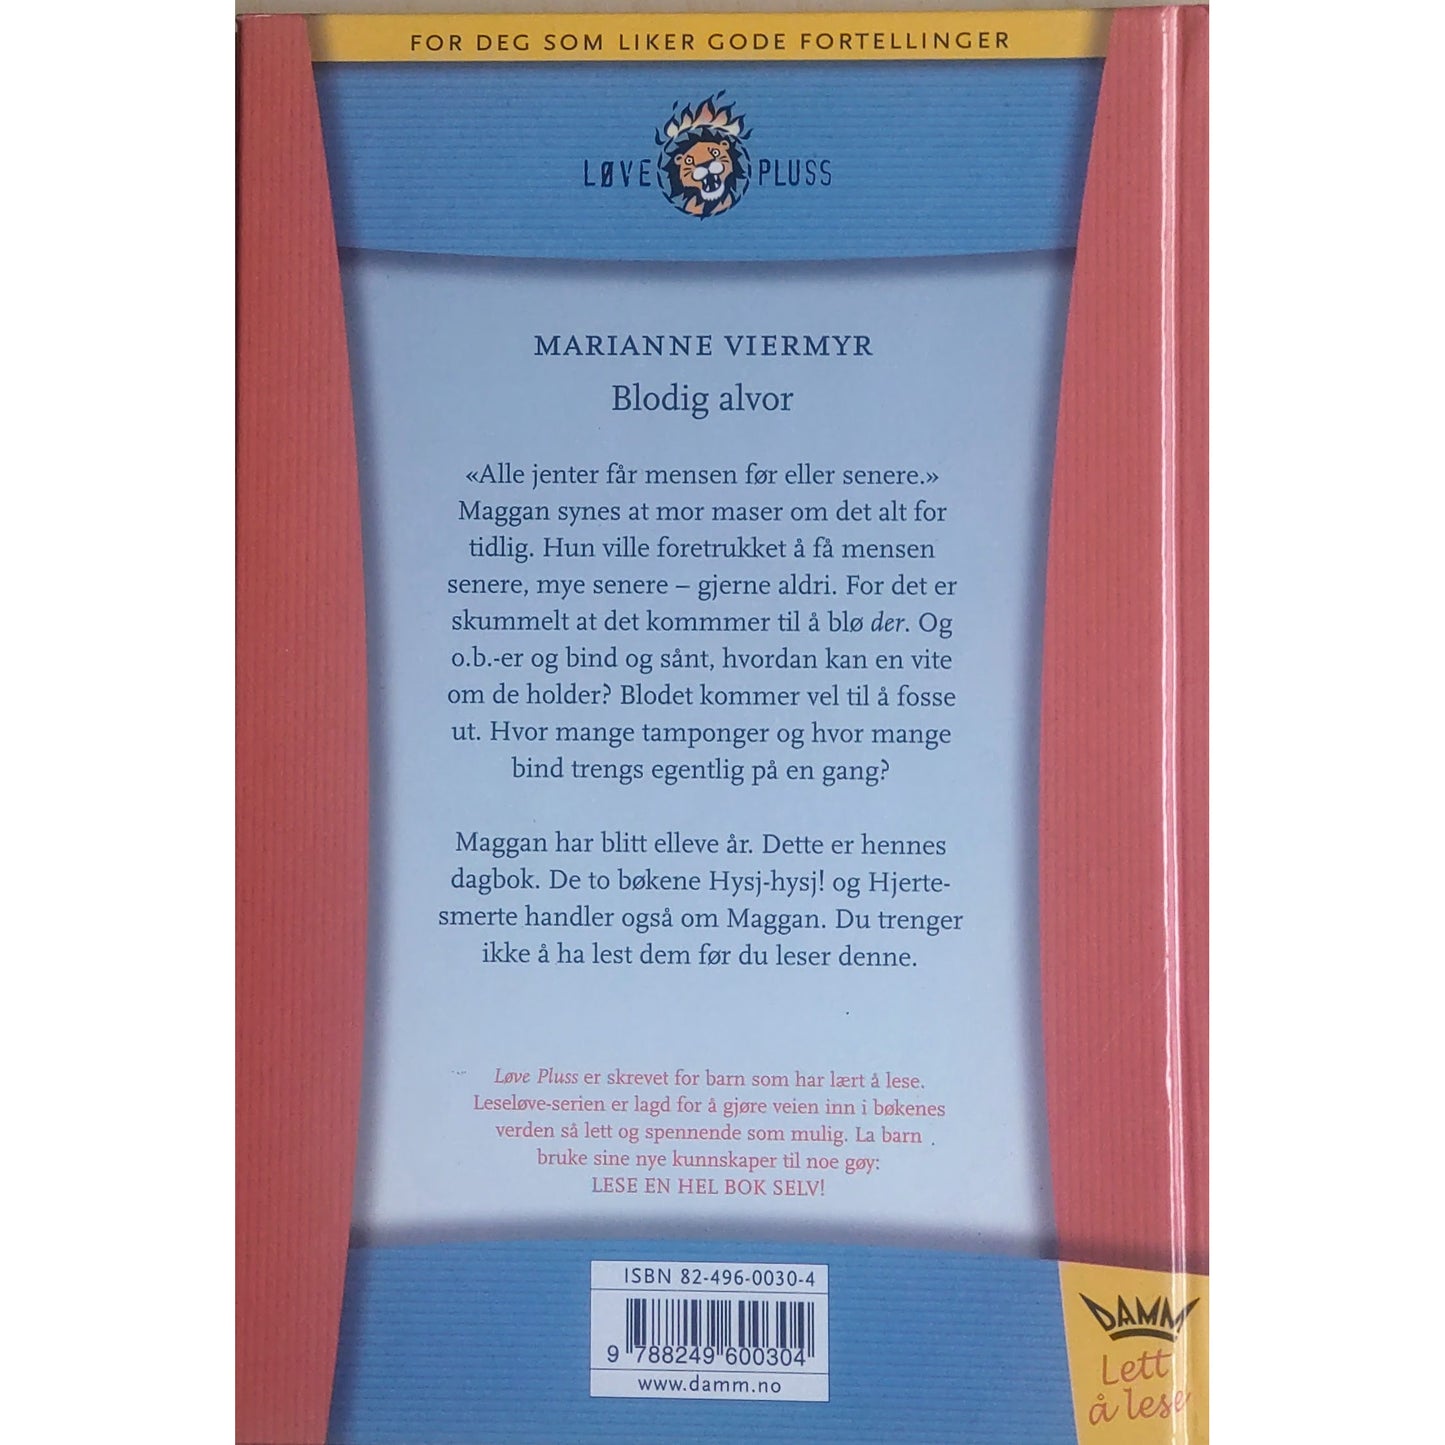 FOR DEG SOM LIKER GODE FORTELLINGER
LØVE PLUSS
MARIANNE VIERMYR
Blodig alvor
«Alle jenter får mensen før eller senere.»
Maggan synes at mor maser om det alt for
tidlig. Hun ville foretrukket å få mensen
senere, mye senere – gjerne aldri. For det er
skummelt at det kommmer til å blø der. Og
o.b.-er og bind og sånt, hvordan kan en vite
om de holder? Blodet kommer vel til å fosse
ut. Hvor mange tamponger og hvor mange
bind trengs egentlig på en gang?
Maggan har blitt elleve år. Dette er hennes
dagbok. De to bøkene Hysj-hysj! og Hjerte-
smerte handler også om Maggan. Du trenger
ikke å ha lest dem før du leser denne.
Løve Pluss er skrevet for barn som har lært å lese.
Leseløve-serien er lagd for å gjøre veien inn i bøkenes
verden så lett og spennende som mulig. La barn
bruke sine nye kunnskaper til noe gøy:
LESE EN HEL BOK SELV!
ISBN 82-496-0030-4
9 788249 600304
www.damm.no
DAMM
Lett
å lese